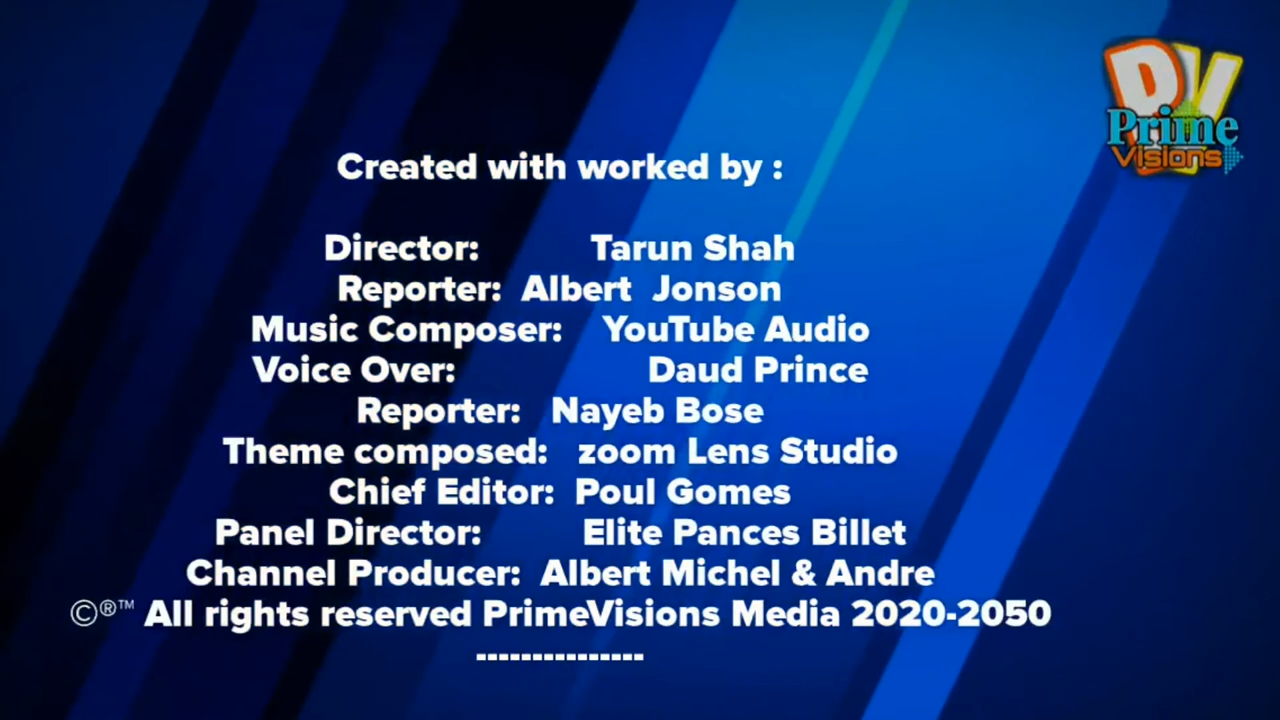 PV
Prime
Visions
Created with worked by :
Director: Tarun Shah
Reporter: Albert Jonson
Music Composer: YouTube Audio
Voice Over: Daud Prince
Reporter: Nayeb Bose
Theme composed: zoom Lens Studio
Chief Editor: Poul Gomes
Panel Director: Elite Pances Billet
Channel Producer: Albert Michel & Andre
©®™ All rights reserved PrimeVisions Media 2020-2050
---------------